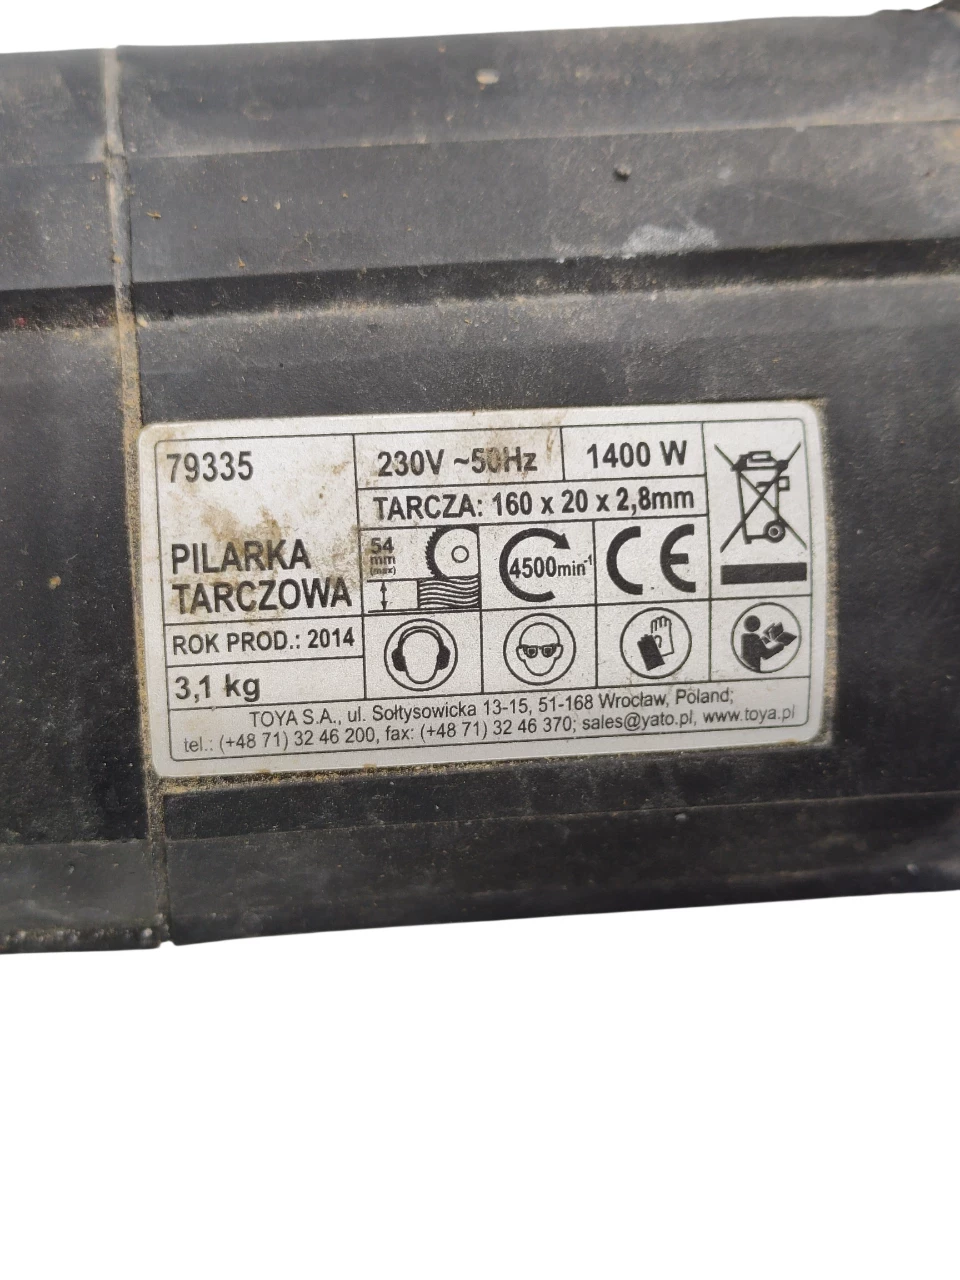 79335
230V ~50Hz
1400 W
TARCZA: 160 x 20 x 2,8mm
PILARKA
TARCZOWA
54
mm
(max)
4500min⁻¹
CE
ROK PROD.: 2014
3,1 kg
TOYA S.A., ul. Sołtysowicka 13-15, 51-168 Wrocław, Poland;
tel.: (+48 71) 32 46 200, fax: (+48 71) 32 46 370; sales@yato.pl, www.toya.pl